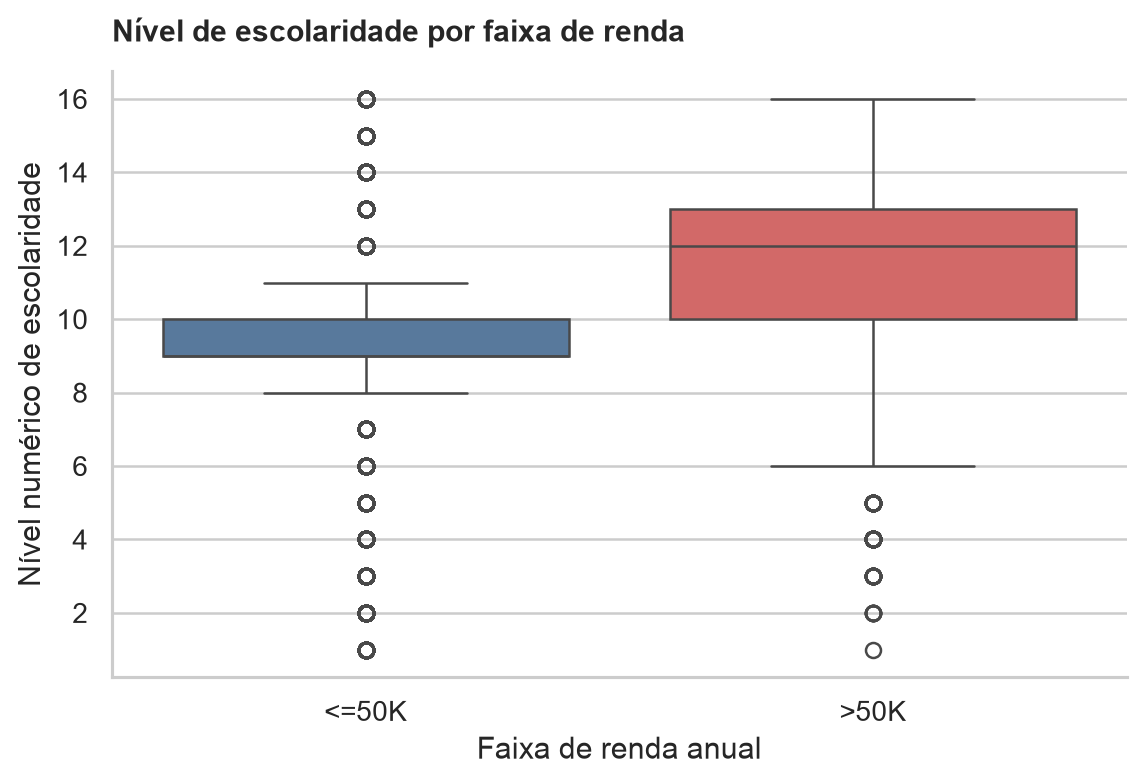 Nível de escolaridade por faixa de renda
Nível numérico de escolaridade
16
14
12
10
8
6
4
2
<=50K
>50K
Faixa de renda anual